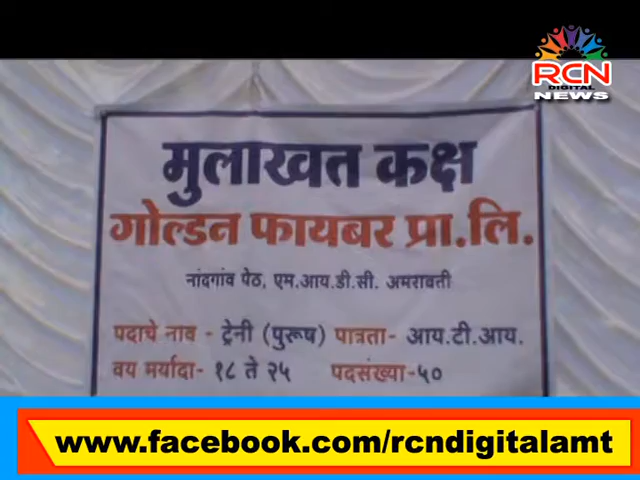 RCN
DIGITAL
NEWS
मुलाखत कक्ष
गोल्डन फायबर प्रा.लि.
नांदगांव पेठ, एम.आय.डी.सी. अमरावती
पदाचे नाव - ट्रेनी (पुरूष) पात्रता- आय.टी.आय.
वय मर्यादा- १८ ते २५ पदसंख्या-५०
www.facebook.com/rcndigitalamt